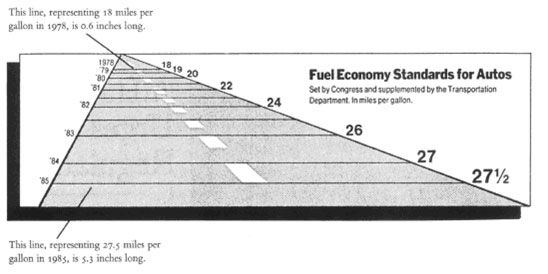 This line, representing 18 miles per
gallon in 1978, is 0.6 inches long.
Fuel Economy Standards for Autos
Set by Congress and supplemented by the Transportation
Department. In miles per gallon.
1978 18
'79 19
'80 20
'81 22
'82 24
'83 26
'84 27
'85 27½
This line, representing 27.5 miles per
gallon in 1985, is 5.3 inches long.